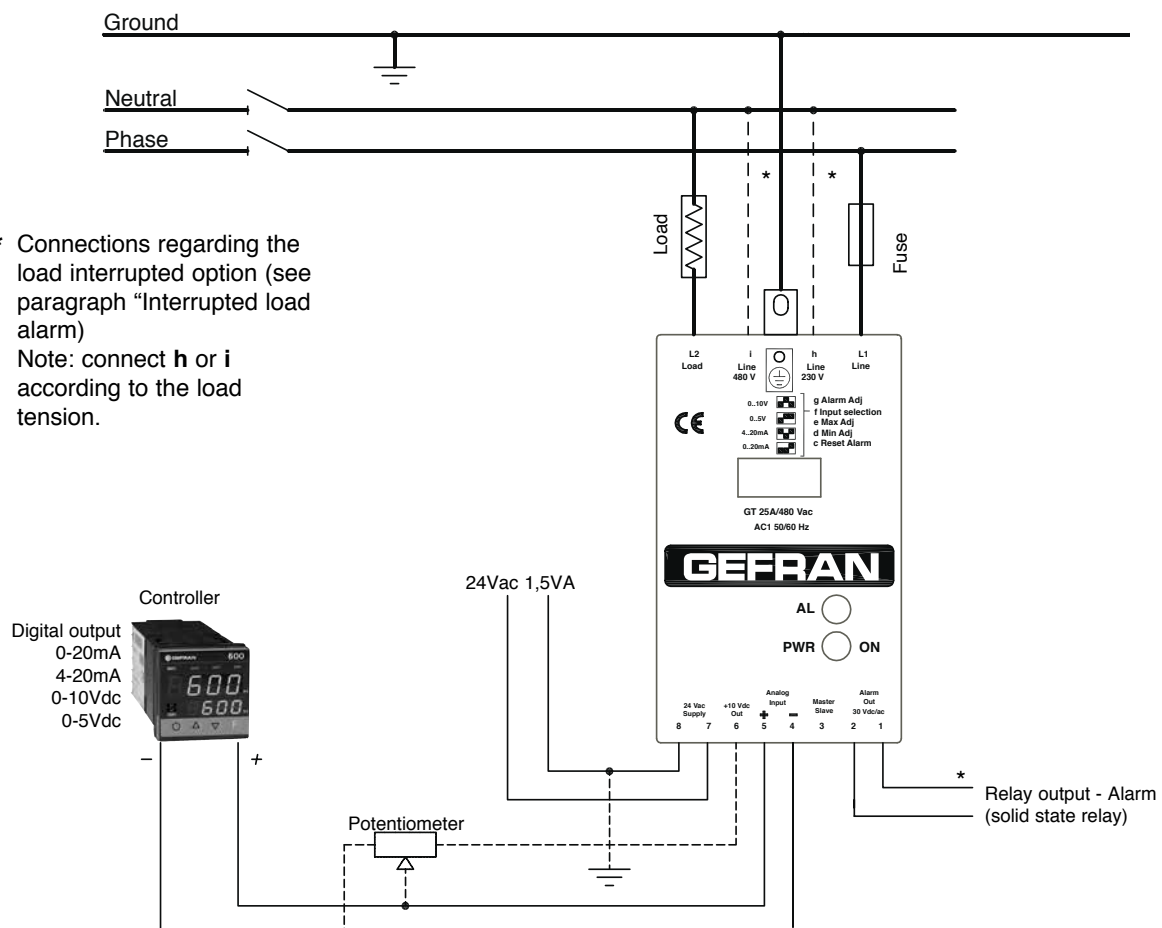 Ground
Neutral
Phase
* Connections regarding the
load interrupted option (see
paragraph “Interrupted load
alarm)
Note: connect h or i
according to the load
tension.
* *
Load
Fuse
L2
Load
i
Line
480 V
h
Line
230 V
L1
Line
0..10V
0..5V
4..20mA
0..20mA
g Alarm Adj
f Input selection
e Max Adj
d Min Adj
c Reset Alarm
CE
GT 25A/480 Vac
AC1 50/60 Hz
GEFRAN
AL
PWR ON
24Vac 1,5VA
Controller
Digital output
0-20mA
4-20mA
0-10Vdc
0-5Vdc
GEFRAN 600
600
600
F
− +
24 Vac
Supply
+10 Vdc
Out
Analog
Input
+ −
Master
Slave
Alarm
Out
30 Vdc/ac
8 7 6 5 4 3 2 1
*
Relay output - Alarm
(solid state relay)
Potentiometer